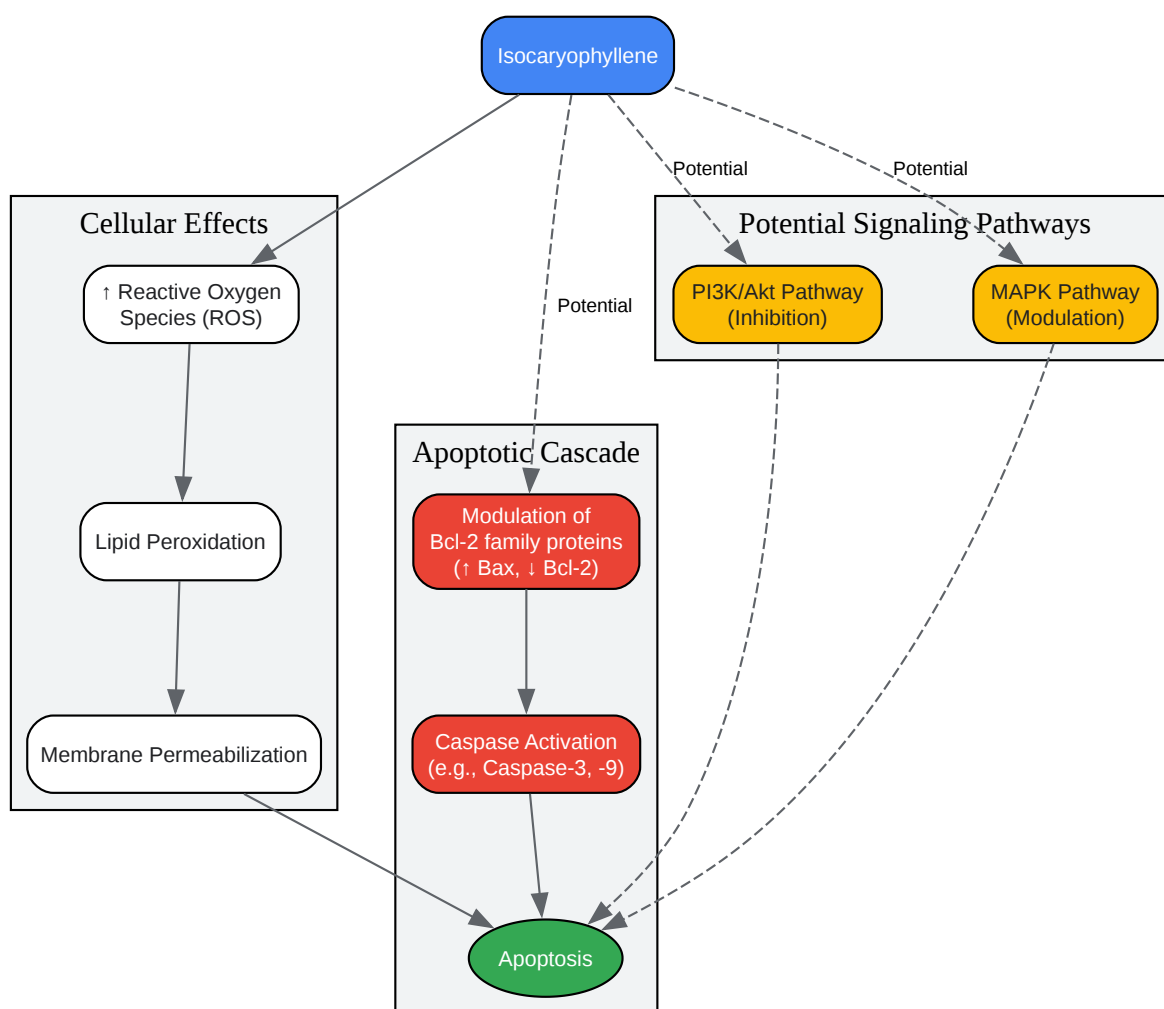 Isocaryophyllene
Potential
Potential
Cellular Effects
Potential Signaling Pathways
↑ Reactive Oxygen
Species (ROS)
Potential
PI3K/Akt Pathway
(Inhibition)
MAPK Pathway
(Modulation)
Apoptotic Cascade
Lipid Peroxidation
Modulation of
Bcl-2 family proteins
(↑ Bax, ↓ Bcl-2)
Membrane Permeabilization
Caspase Activation
(e.g., Caspase-3, -9)
Apoptosis